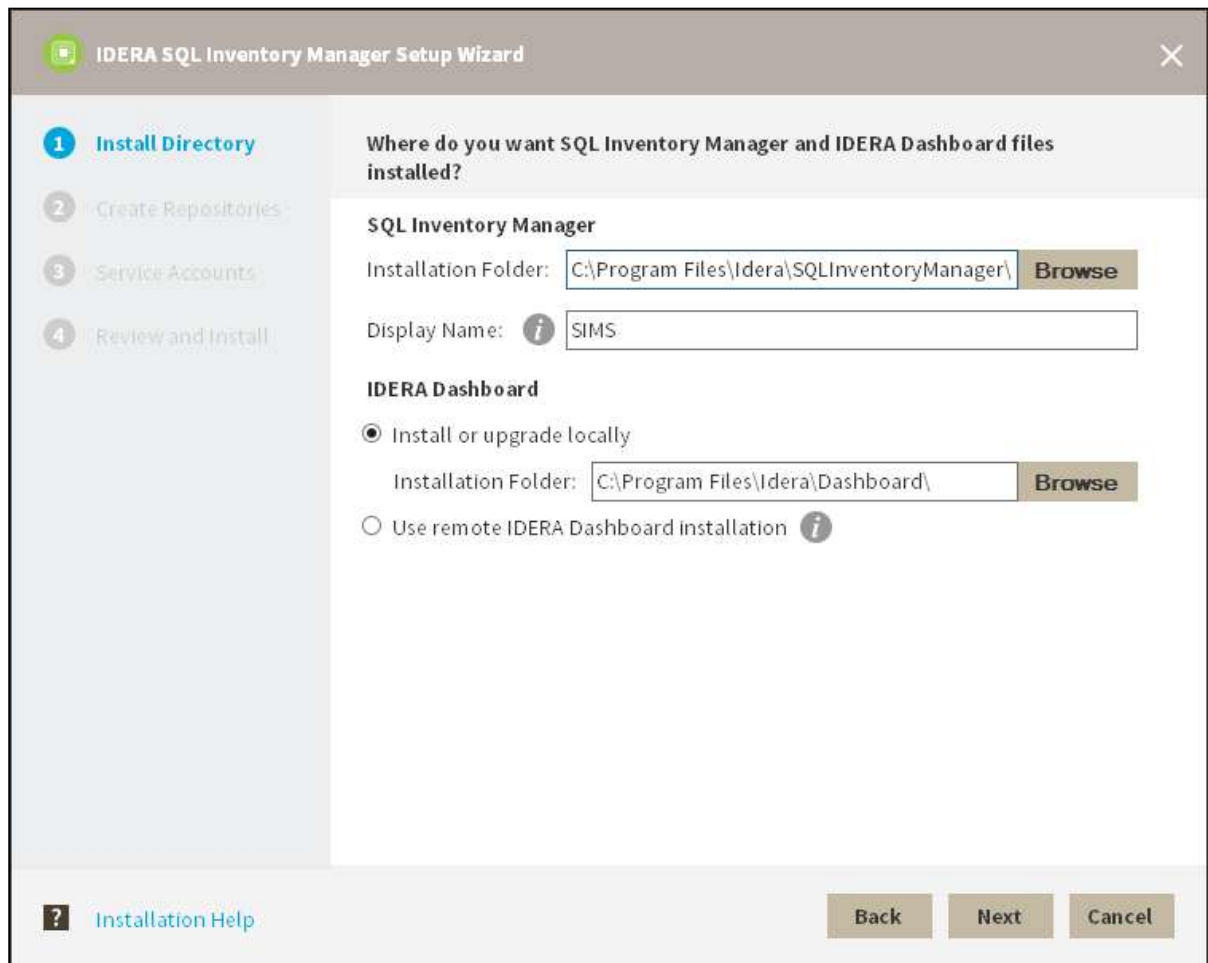 IDERA SQL Inventory Manager Setup Wizard
1 Install Directory
2 Create Repositories
3 Service Accounts
4 Review and Install
Where do you want SQL Inventory Manager and IDERA Dashboard files
installed?
SQL Inventory Manager
Installation Folder: C:\Program Files\Idera\SQLInventoryManager\ Browse
Display Name: i SIMS
IDERA Dashboard
Install or upgrade locally
Installation Folder: C:\Program Files\Idera\Dashboard\ Browse
Use remote IDERA Dashboard installation i
? Installation Help
Back Next Cancel